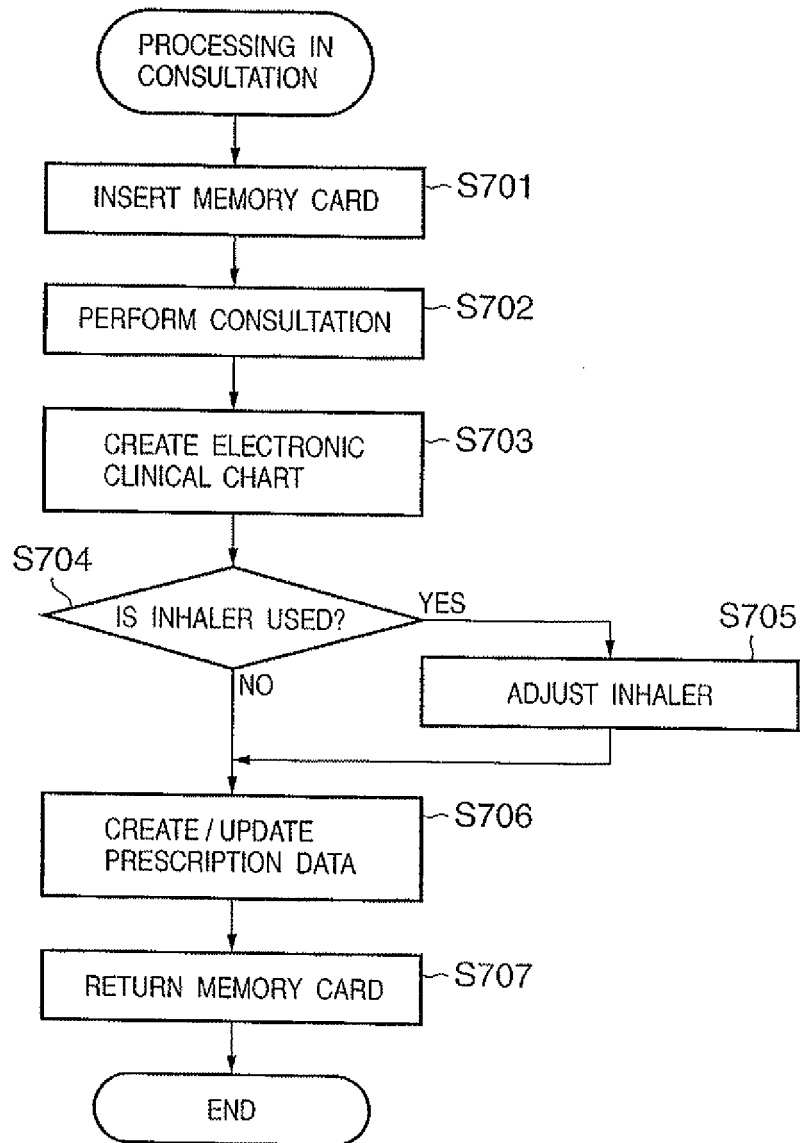 PROCESSING IN
CONSULTATION
INSERT MEMORY CARD
S701
PERFORM CONSULTATION
S702
CREATE ELECTRONIC
CLINICAL CHART
S703
S704
IS INHALER USED?
YES
NO
S705
ADJUST INHALER
CREATE / UPDATE
PRESCRIPTION DATA
S706
RETURN MEMORY CARD
S707
END